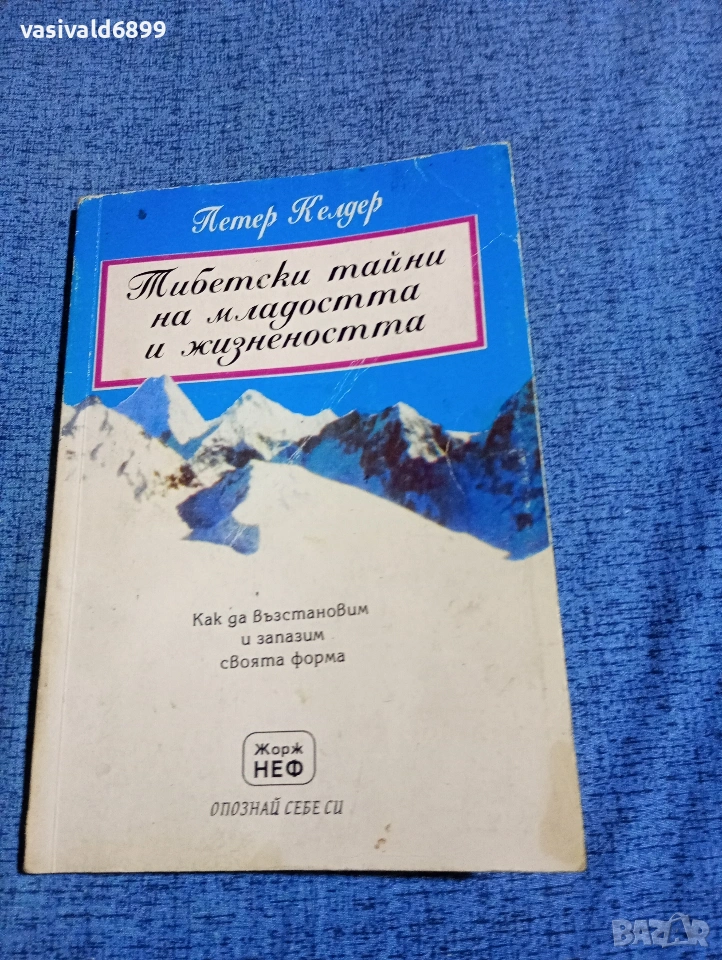 vasivald6899
Петер Келдер
Тибетски тайни
на младостта
и жизнеността
Как да възстановим
и запазим
своята форма
Жорж
НЕФ
ОПОЗНАЙ СЕБЕ СИ
BAZAR